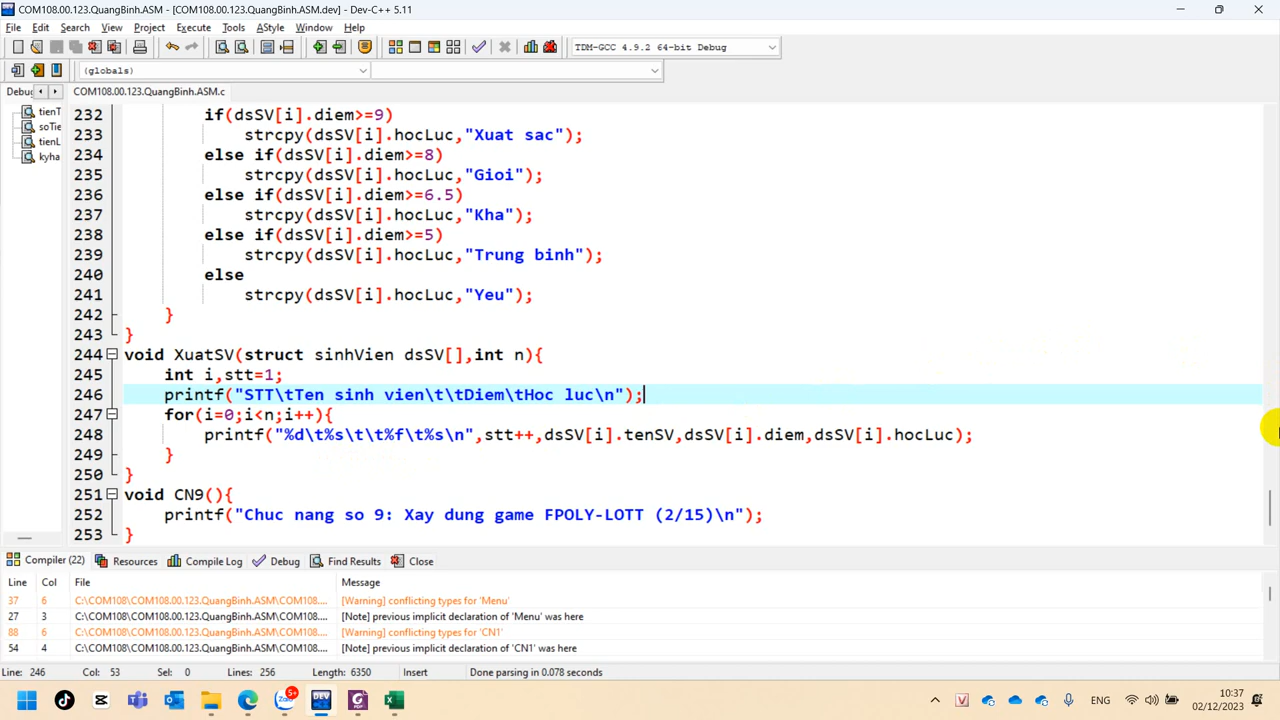 COM108.00.123.QuangBinh.ASM - [COM108.00.123.QuangBinh.ASM.dev] - Dev-C++ 5.11
File Edit Search View Project Execute Tools AStyle Window Help
TDM-GCC 4.9.2 64-bit Debug
(globals)
Debug COM108.00.123.QuangBinh.ASM.c
tienT
soTie
tienL
kyha
232 if(dsSV[i].diem>=9)
233 strcpy(dsSV[i].hocLuc,"Xuat sac");
234 else if(dsSV[i].diem>=8)
235 strcpy(dsSV[i].hocLuc,"Gioi");
236 else if(dsSV[i].diem>=6.5)
237 strcpy(dsSV[i].hocLuc,"Kha");
238 else if(dsSV[i].diem>=5)
239 strcpy(dsSV[i].hocLuc,"Trung binh");
240 else
241 strcpy(dsSV[i].hocLuc,"Yeu");
242 }
243 }
244 void XuatSV(struct sinhVien dsSV[],int n){
245 int i,stt=1;
246 printf("STT\tTen sinh vien\t\tDiem\tHoc luc\n");
247 for(i=0;i<n;i++){
248 printf("%d\t%s\t\t%f\t%s\n",stt++,dsSV[i].tenSV,dsSV[i].diem,dsSV[i].hocLuc);
249 }
250 }
251 void CN9(){
252 printf("Chuc nang so 9: Xay dung game FPOLY-LOTT (2/15)\n");
253 }
Compiler (22) Resources Compile Log Debug Find Results Close
Line Col File Message
37 6 C:\COM108\COM108.00.123.QuangBinh.ASM\COM108.... [Warning] conflicting types for 'Menu'
27 3 C:\COM108\COM108.00.123.QuangBinh.ASM\COM108.... [Note] previous implicit declaration of 'Menu' was here
88 6 C:\COM108\COM108.00.123.QuangBinh.ASM\COM108.... [Warning] conflicting types for 'CN1'
54 4 C:\COM108\COM108.00.123.QuangBinh.ASM\COM108.... [Note] previous implicit declaration of 'CN1' was here
Line: 246 Col: 53 Sel: 0 Lines: 256 Length: 6350 Insert Done parsing in 0.078 seconds
Zalo 5+ DEV V ENG 10:37
02/12/2023